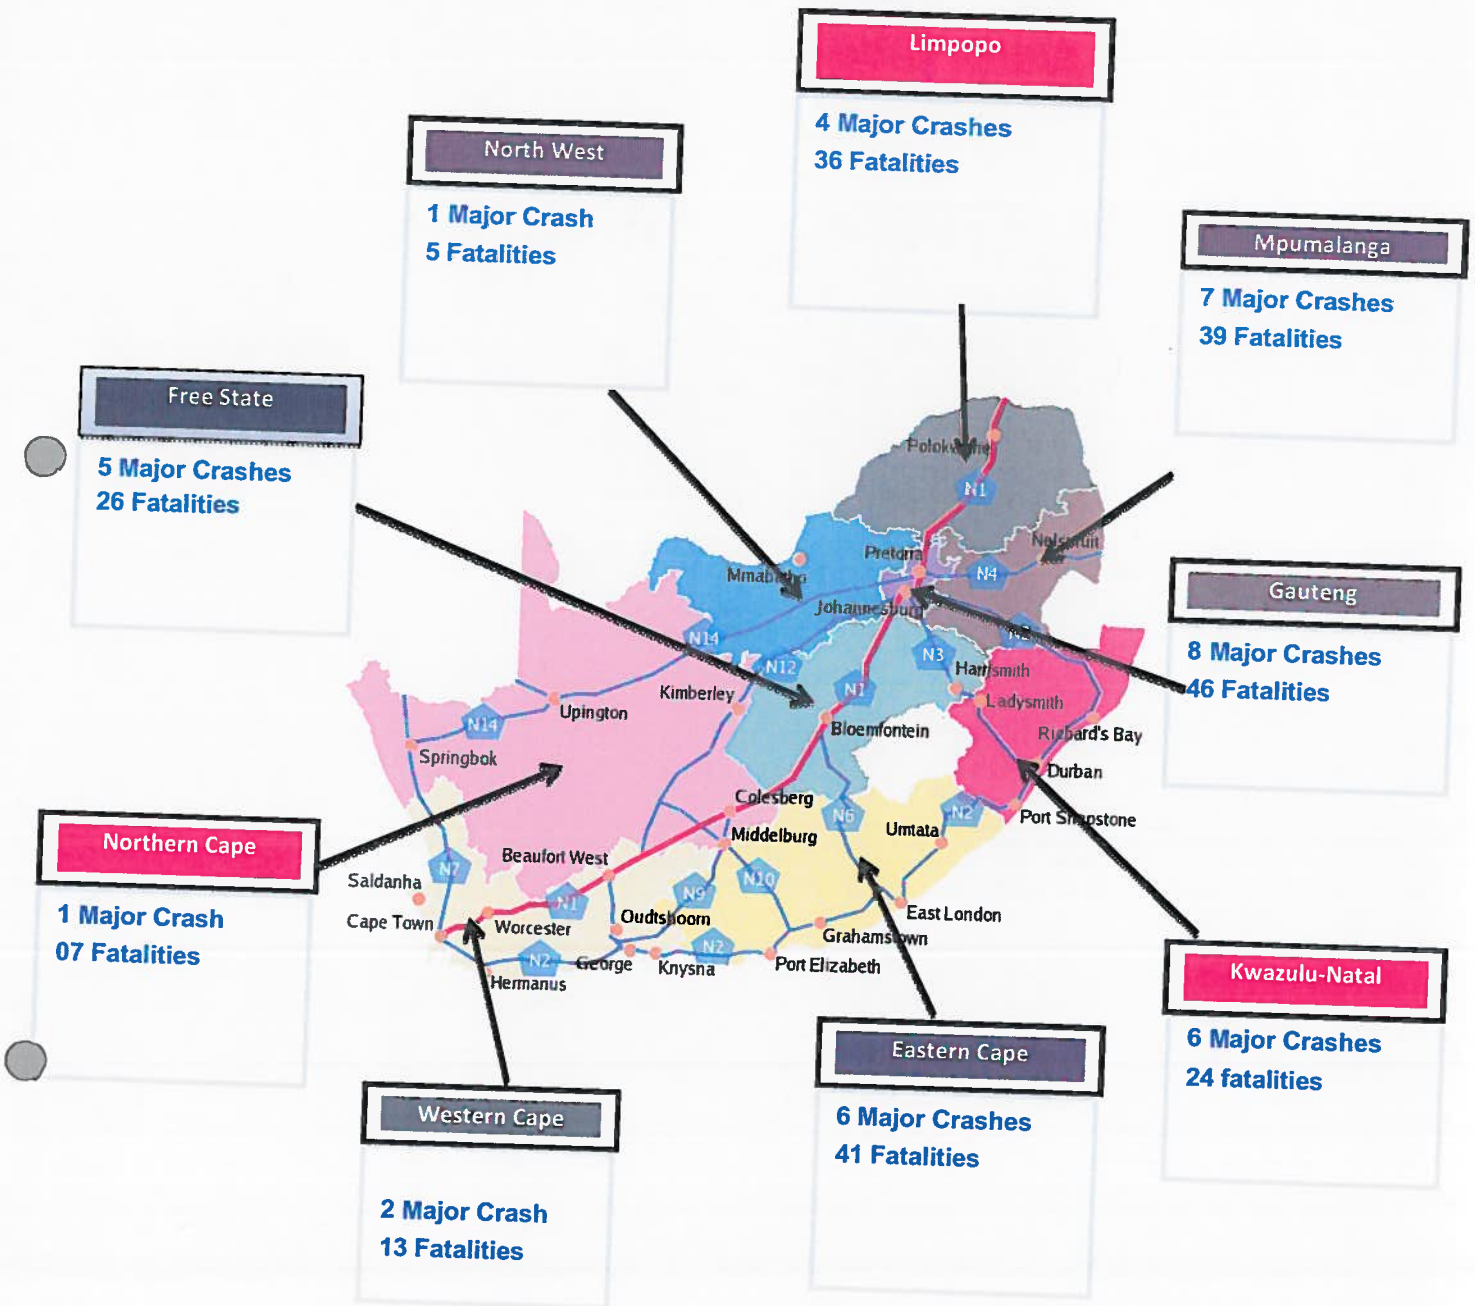 Limpopo
4 Major Crashes
36 Fatalities
North West
1 Major Crash
5 Fatalities
Mpumalanga
7 Major Crashes
39 Fatalities
Free State
5 Major Crashes
26 Fatalities
Gauteng
8 Major Crashes
46 Fatalities
Northern Cape
1 Major Crash
07 Fatalities
Kwazulu-Natal
6 Major Crashes
24 fatalities
Eastern Cape
6 Major Crashes
41 Fatalities
Western Cape
2 Major Crash
13 Fatalities
Polokwane
N1
Nelspruit
Pretoria
N4
Mmabatho
Johannesburg
N2
N14
N12
N3
Harrismith
Kimberley
N1
Ladysmith
Upington
N14
Bloemfontein
Richard's Bay
Springbok
Durban
Colesberg
N6
N2
Port Shepstone
Middelburg
Umtata
Beaufort West
N7
N10
Saldanha
N9
N1
Cape Town
Worcester
Oudtshoorn
East London
Grahamstown
N2
George
Knysna
N2
Port Elizabeth
Hermanus